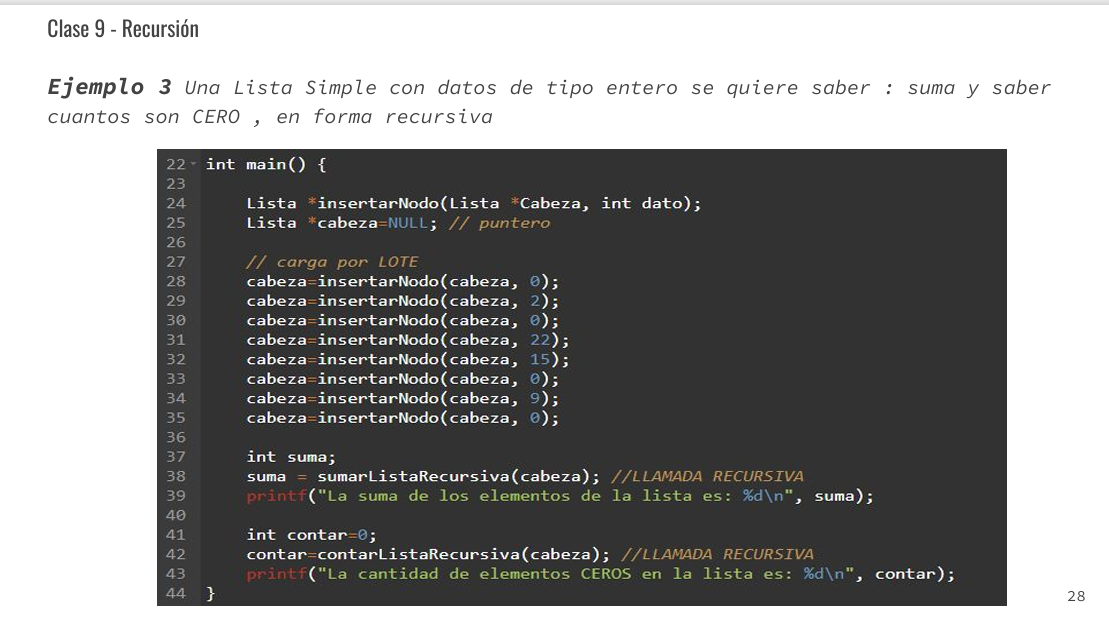 Clase 9 - Recursión
Ejemplo 3 Una Lista Simple con datos de tipo entero se quiere saber : suma y saber
cuantos son CERO , en forma recursiva
22 int main() {
23
24 Lista *insertarNodo(Lista *Cabeza, int dato);
25 Lista *cabeza=NULL; // puntero
26
27 // carga por LOTE
28 cabeza=insertarNodo(cabeza, 0);
29 cabeza=insertarNodo(cabeza, 2);
30 cabeza=insertarNodo(cabeza, 0);
31 cabeza=insertarNodo(cabeza, 22);
32 cabeza=insertarNodo(cabeza, 15);
33 cabeza=insertarNodo(cabeza, 0);
34 cabeza=insertarNodo(cabeza, 9);
35 cabeza=insertarNodo(cabeza, 0);
36
37 int suma;
38 suma = sumarListaRecursiva(cabeza); //LLAMADA RECURSIVA
39 printf("La suma de los elementos de la lista es: %d\n", suma);
40
41 int contar=0;
42 contar=contarListaRecursiva(cabeza); //LLAMADA RECURSIVA
43 printf("La cantidad de elementos CEROS en la lista es: %d\n", contar);
44 }
28